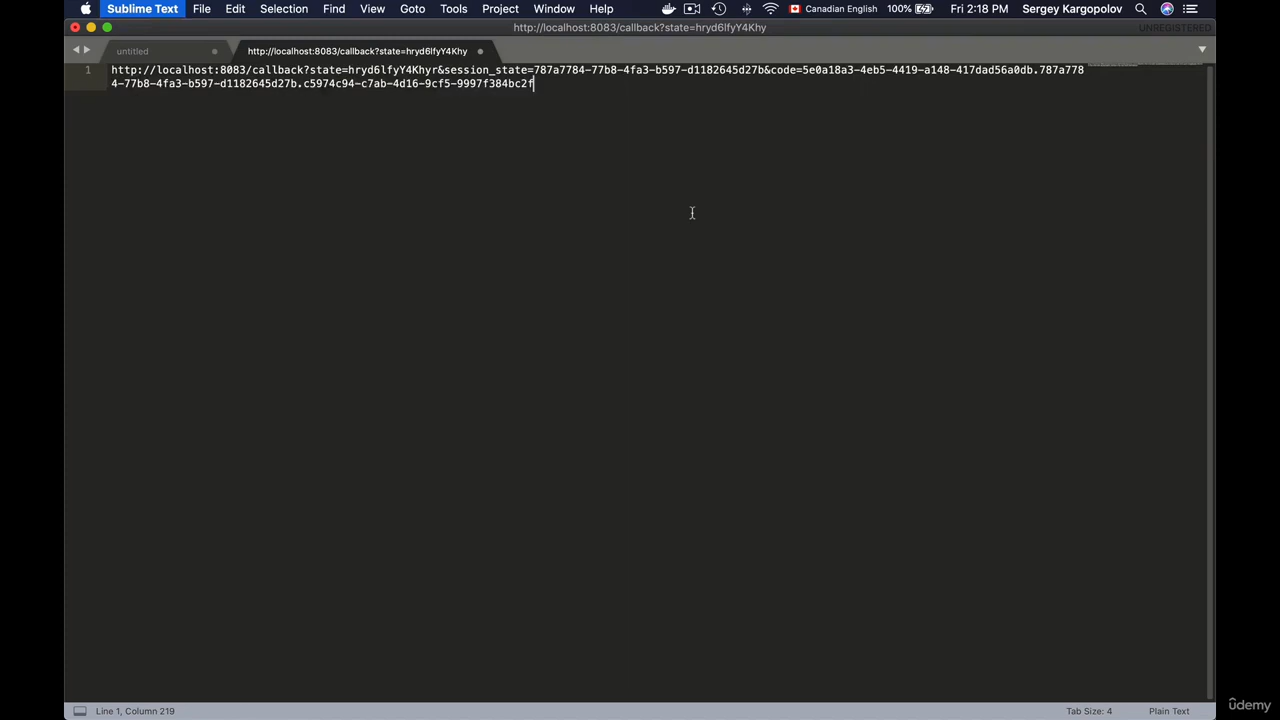 Sublime Text File Edit Selection Find View Goto Tools Project Window Help Canadian English 100% Fri 2:18 PM Sergey Kargopolov
http://localhost:8083/callback?state=hryd6lfyY4Khy UNREGISTERED
untitled http://localhost:8083/callback?state=hryd6lfyY4Khy
1 http://localhost:8083/callback?state=hryd6lfyY4Khyr&session_state=787a7784-77b8-4fa3-b597-d1182645d27b&code=5e0a18a3-4eb5-4419-a148-417dad56a0db.787a778
4-77b8-4fa3-b597-d1182645d27b.c5974c94-c7ab-4d16-9cf5-9997f384bc2f
Line 1, Column 219 Tab Size: 4 Plain Text
ûdemy